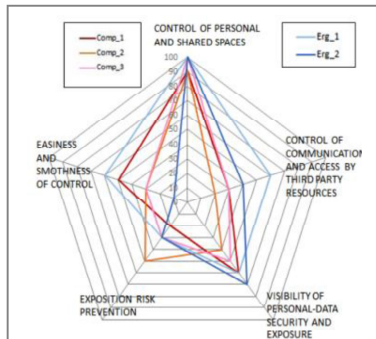 CONTROL OF PERSONAL
AND SHARED SPACES
Comp_1
Comp_2
Comp_3
Erg_1
Erg_2
100
90
80
70
60
50
40
30
20
10
0
EASINESS
AND
SMOTHNESS
OF CONTROL
CONTROL OF
COMMUNICATION
AND ACCESS BY
THIRD PARTY
RESOURCES
EXPOSITION RISK
PREVENTION
VISIBILITY OF
PERSONAL-DATA
SECURITY AND
EXPOSURE